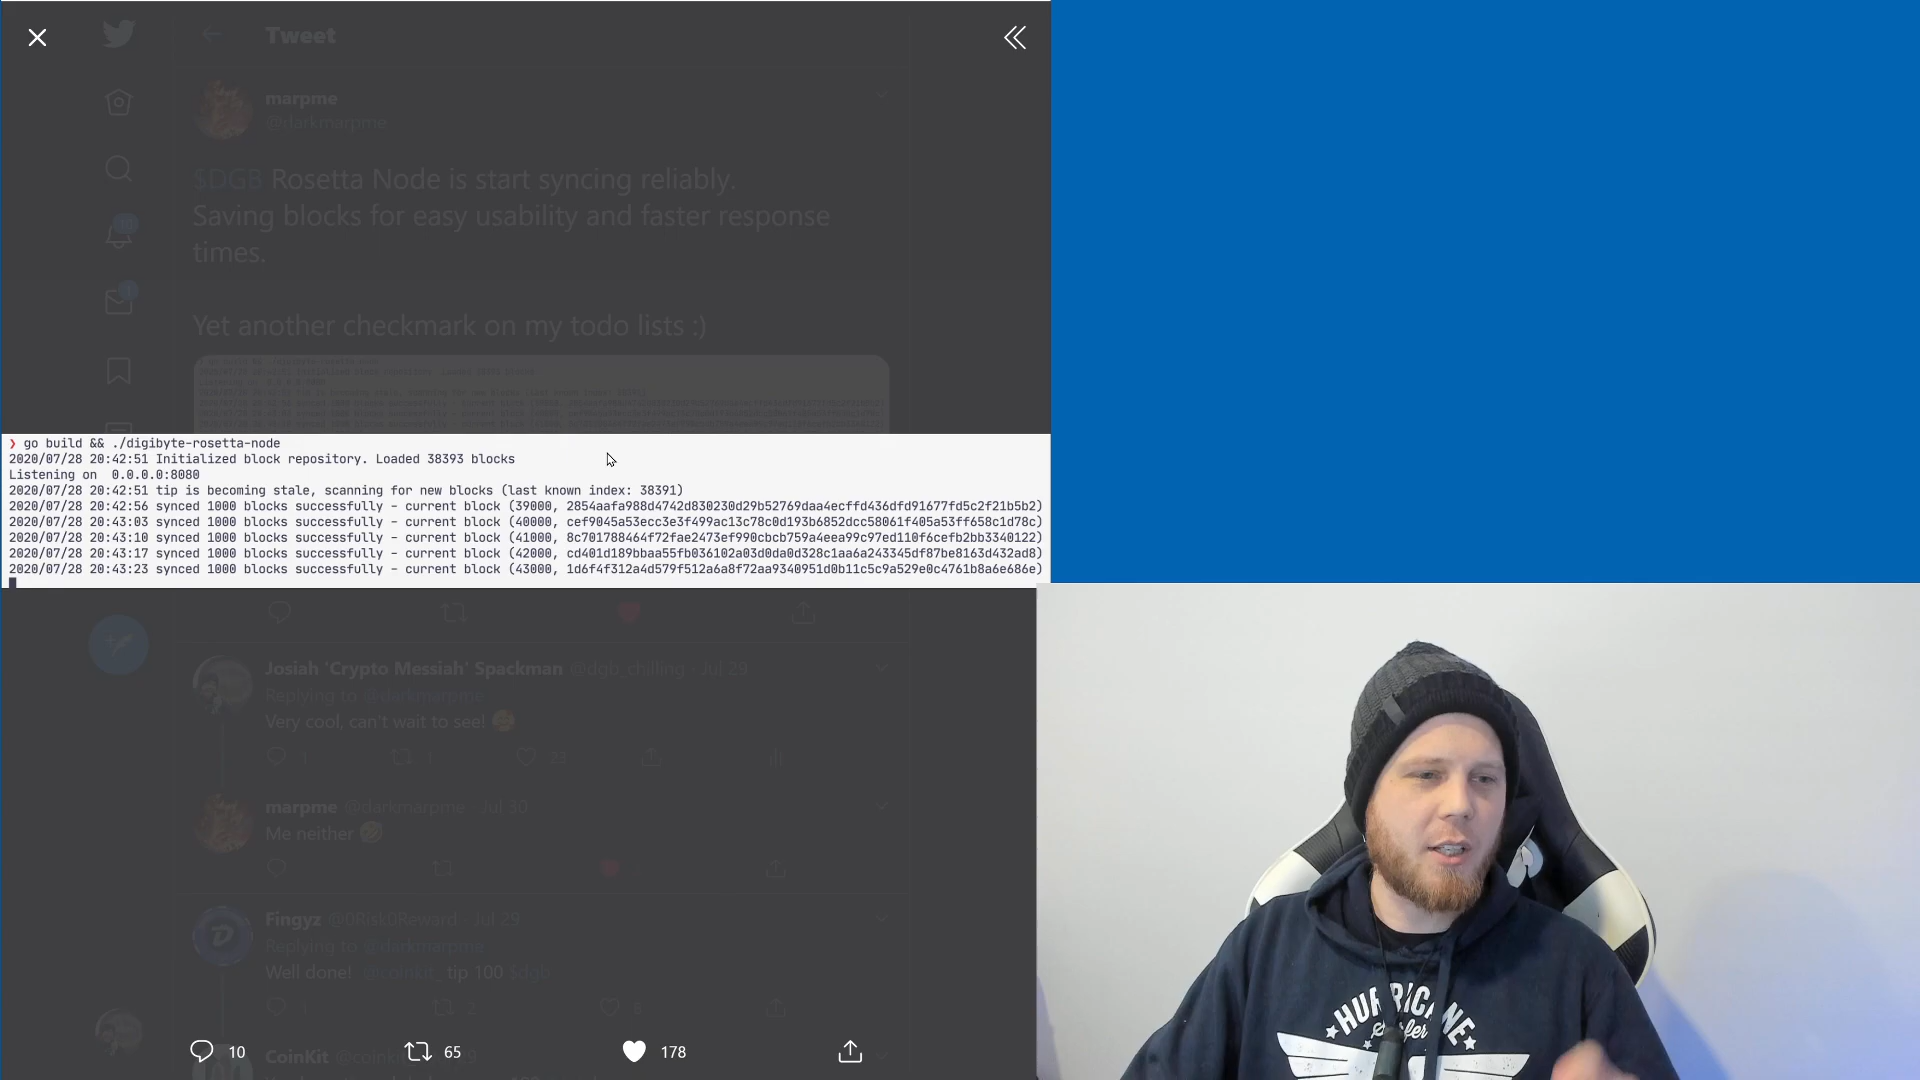 Tweet
marpme
@darkmarpme
$DGB Rosetta Node is start syncing reliably.
Saving blocks for easy usability and faster response
times.
Yet another checkmark on my todo lists :)
❯ go build && ./digibyte-rosetta-node
2020/07/28 20:42:51 Initialized block repository. Loaded 38393 blocks
Listening on  0.0.0.0:8080
2020/07/28 20:42:51 tip is becoming stale, scanning for new blocks (last known index: 38391)
2020/07/28 20:42:56 synced 1000 blocks successfully - current block (39000, 2854aafa988d4742d830230d29b52769daa4ecffd436dfd91677fd5c2f21b5b2)
2020/07/28 20:43:03 synced 1000 blocks successfully - current block (40000, cef9045a53ecc3e3f499ac13c78c0d193b6852dcc58061f405a53ff658c1d78c)
2020/07/28 20:43:10 synced 1000 blocks successfully - current block (41000, 8c701788464f72fae2473ef990cbcb759a4eea99c97ed110f6cefb2bb3340122)
2020/07/28 20:43:17 synced 1000 blocks successfully - current block (42000, cd401d189bbaa55fb036102a03d0da0d328c1aa6a243345df87be8163d432ad8)
2020/07/28 20:43:23 synced 1000 blocks successfully - current block (43000, 1d6f4f312a4d579f512a6a8f72aa9340951d0b11c5c9a529e0c4761b8a6e686e)
Josiah 'Crypto Messiah' Spackman @dgb_chilling · Jul 29
Replying to @darkmarpme
Very cool, can't wait to see!
1 1 23
marpme @darkmarpme · Jul 30
Me neither
Fingyz @0Risk0Reward · Jul 29
Replying to @darkmarpme
Well done! @coinkit_ tip 100 $dgb
1 2 6
10 65 178
CoinKit
HURRICANE
Surfer